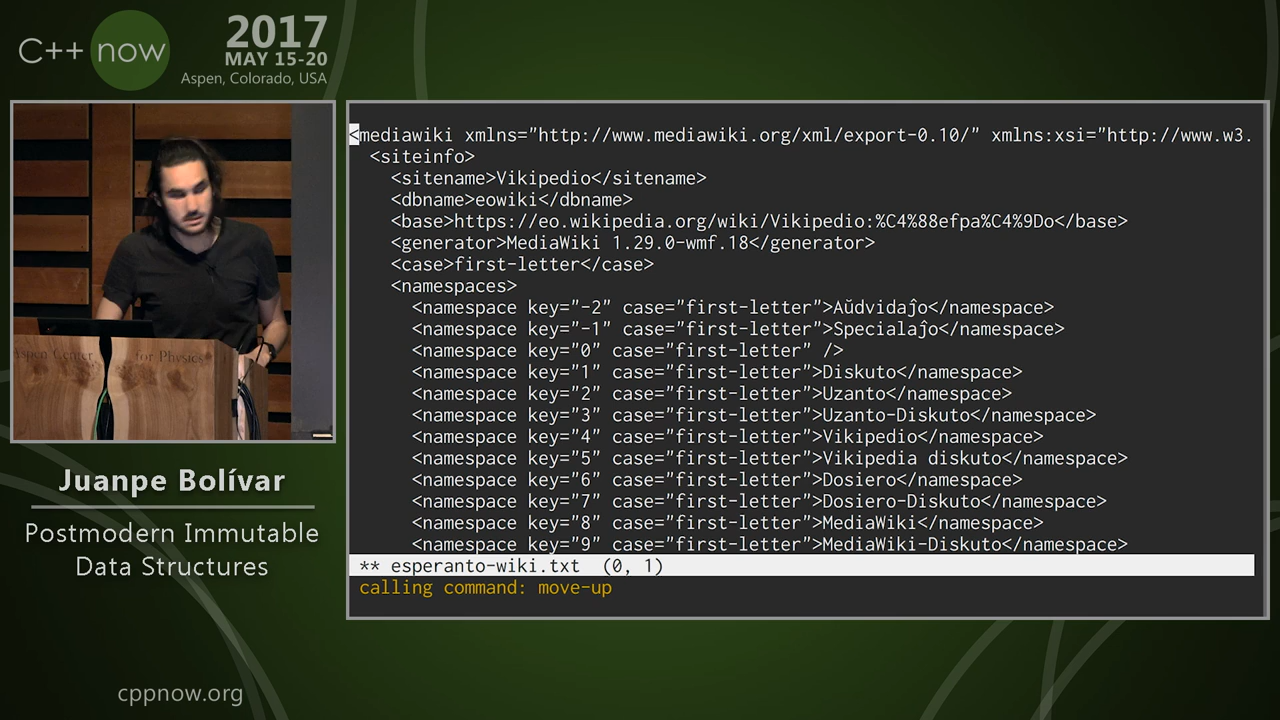 C++ now
2017
MAY 15-20
Aspen, Colorado, USA
Aspen Center for Physics
Juanpe Bolívar
Postmodern Immutable
Data Structures
cppnow.org
<mediawiki xmlns="http://www.mediawiki.org/xml/export-0.10/" xmlns:xsi="http://www.w3.
<siteinfo>
<sitename>Vikipedio</sitename>
<dbname>eowiki</dbname>
<base>https://eo.wikipedia.org/wiki/Vikipedio:%C4%88efpa%C4%9Do</base>
<generator>MediaWiki 1.29.0-wmf.18</generator>
<case>first-letter</case>
<namespaces>
<namespace key="-2" case="first-letter">Aŭdvidaĵo</namespace>
<namespace key="-1" case="first-letter">Specialaĵo</namespace>
<namespace key="0" case="first-letter" />
<namespace key="1" case="first-letter">Diskuto</namespace>
<namespace key="2" case="first-letter">Uzanto</namespace>
<namespace key="3" case="first-letter">Uzanto-Diskuto</namespace>
<namespace key="4" case="first-letter">Vikipedio</namespace>
<namespace key="5" case="first-letter">Vikipedia diskuto</namespace>
<namespace key="6" case="first-letter">Dosiero</namespace>
<namespace key="7" case="first-letter">Dosiero-Diskuto</namespace>
<namespace key="8" case="first-letter">MediaWiki</namespace>
<namespace key="9" case="first-letter">MediaWiki-Diskuto</namespace>
** esperanto-wiki.txt (0, 1)
calling command: move-up